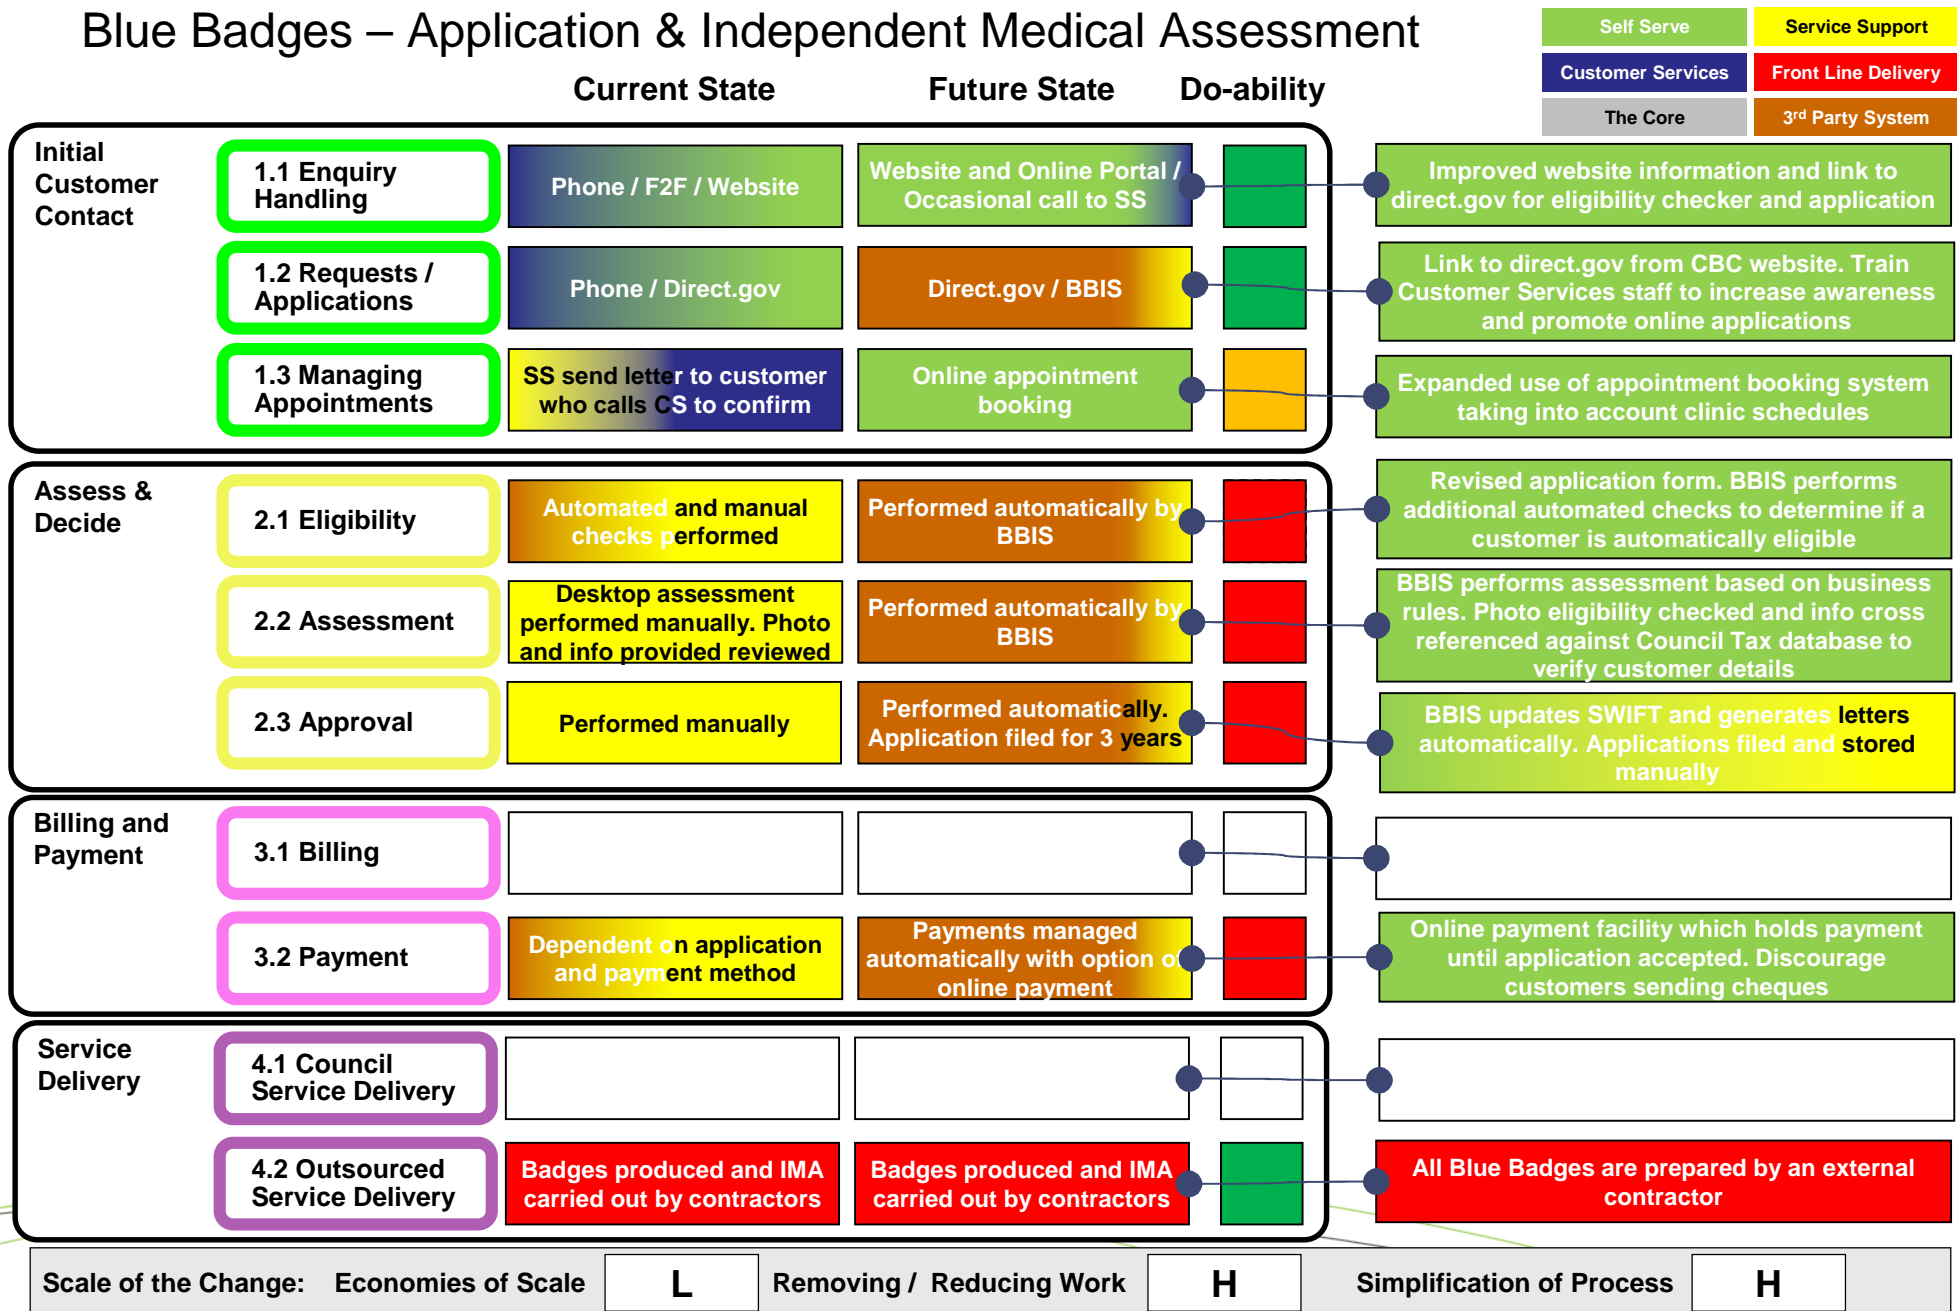 Blue Badges – Application & Independent Medical Assessment
Self Serve
Service Support
Customer Services
Front Line Delivery
The Core
3rd Party System
Current State
Future State
Do-ability
Initial
Customer
Contact
1.1 Enquiry
Handling
Phone / F2F / Website
Website and Online Portal /
Occasional call to SS
Improved website information and link to
direct.gov for eligibility checker and application
1.2 Requests /
Applications
Phone / Direct.gov
Direct.gov / BBIS
Link to direct.gov from CBC website. Train
Customer Services staff to increase awareness
and promote online applications
1.3 Managing
Appointments
SS send letter to customer
who calls CS to confirm
Online appointment
booking
Expanded use of appointment booking system
taking into account clinic schedules
Assess &
Decide
2.1 Eligibility
Automated and manual
checks performed
Performed automatically by
BBIS
Revised application form. BBIS performs
additional automated checks to determine if a
customer is automatically eligible
2.2 Assessment
Desktop assessment
performed manually. Photo
and info provided reviewed
Performed automatically by
BBIS
BBIS performs assessment based on business
rules. Photo eligibility checked and info cross
referenced against Council Tax database to
verify customer details
2.3 Approval
Performed manually
Performed automatically.
Application filed for 3 years
BBIS updates SWIFT and generates letters
automatically. Applications filed and stored
manually
Billing and
Payment
3.1 Billing
3.2 Payment
Dependent on application
and payment method
Payments managed
automatically with option of
online payment
Online payment facility which holds payment
until application accepted. Discourage
customers sending cheques
Service
Delivery
4.1 Council
Service Delivery
4.2 Outsourced
Service Delivery
Badges produced and IMA
carried out by contractors
Badges produced and IMA
carried out by contractors
All Blue Badges are prepared by an external
contractor
Scale of the Change: Economies of Scale L Removing / Reducing Work H Simplification of Process H